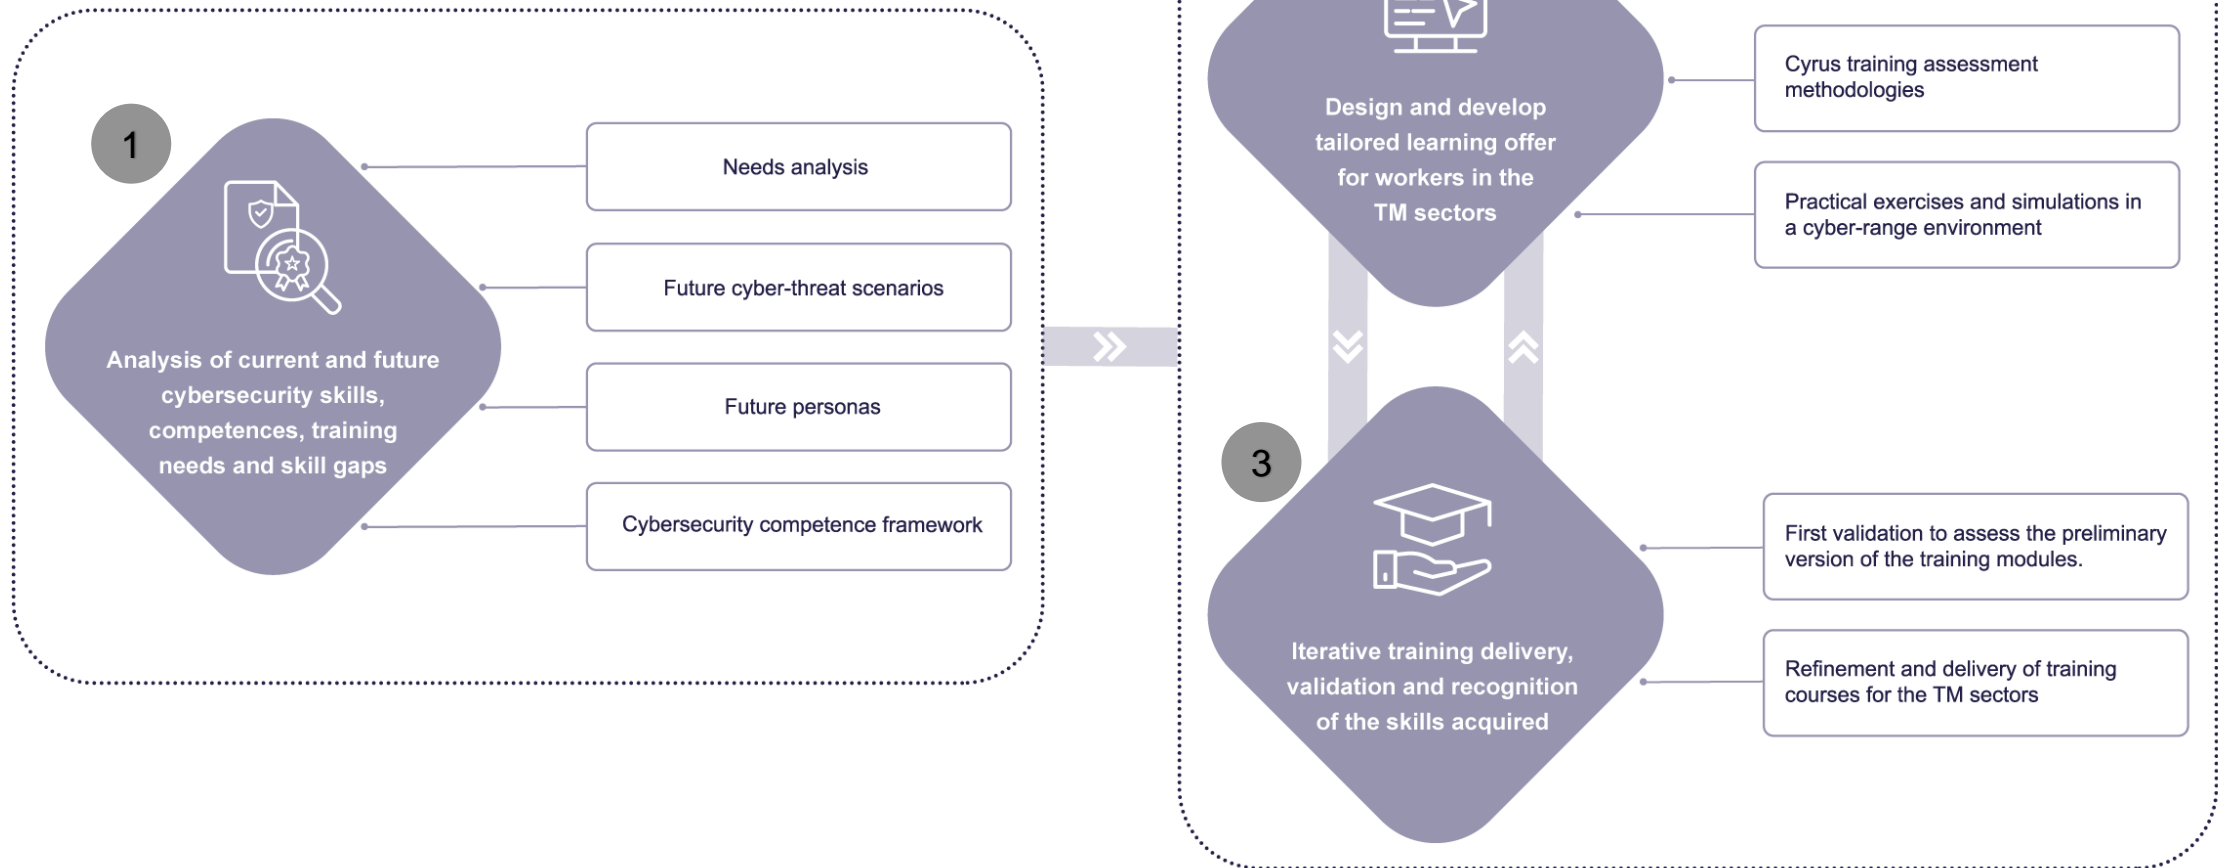 1
Analysis of current and future
cybersecurity skills,
competences, training
needs and skill gaps
Needs analysis
Future cyber-threat scenarios
Future personas
Cybersecurity competence framework
Design and develop
tailored learning offer
for workers in the
TM sectors
Cyrus training assessment
methodologies
Practical exercises and simulations in
a cyber-range environment
3
Iterative training delivery,
validation and recognition
of the skills acquired
First validation to assess the preliminary
version of the training modules.
Refinement and delivery of training
courses for the TM sectors